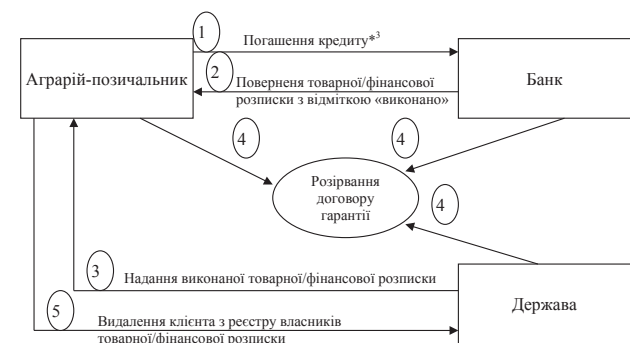 1
Погашення кредиту*3
Аграрій-позичальник
Банк
2
Поверненя товарної/фінансової
розписки з відміткою «виконано»
4
4
Розірвання
договору
гарантії
4
3
Надання виконаної товарної/фінансової розписки
Держава
5
Видалення клієнта з реєстру власників
товарної/фінансової розписки